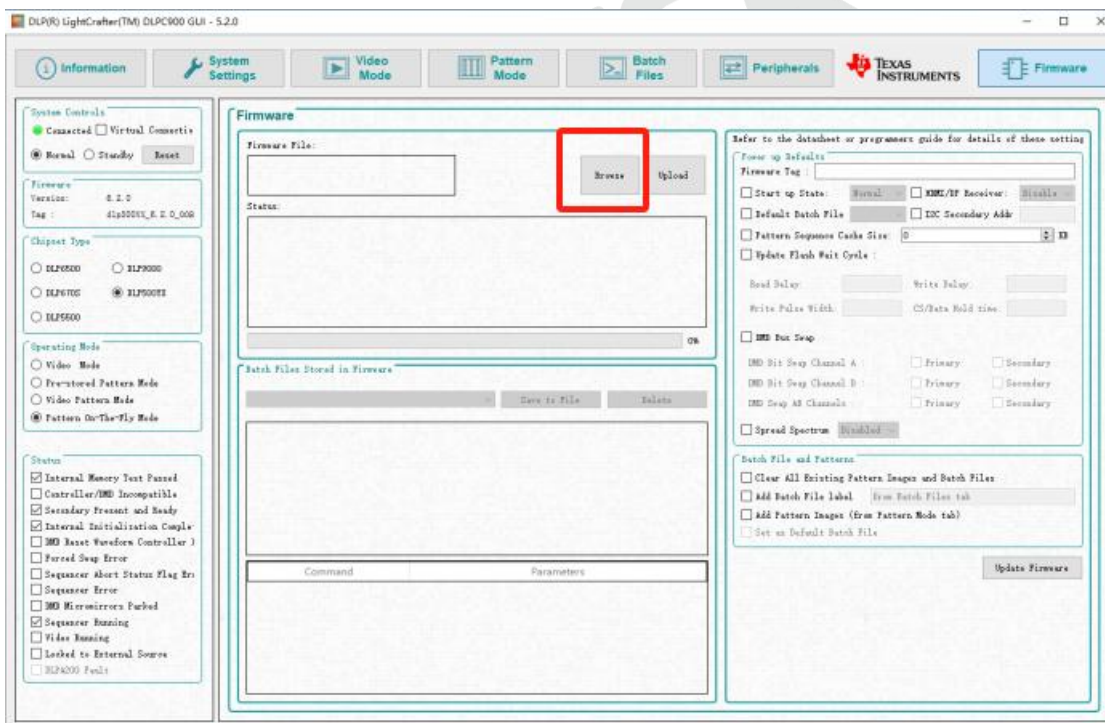 DLP(R) LightCrafter(TM) DLPC900 GUI - 5.2.0
Information
System Settings
Video Mode
Pattern Mode
Batch Files
Peripherals
TEXAS INSTRUMENTS
Firmware
System Controls
Connected
Virtual Connectio
Normal
Standby
Reset
Firmware
Version: 6.2.0
Tag :
Chipset Type
DLP6500
DLP9000
DLP670S
DLP500YX
DLP5500
Operating Mode
Video Mode
Pre-stored Pattern Mode
Video Pattern Mode
Pattern On-The-Fly Mode
Status
Internal Memory Test Passed
Controller/DMD Incompatible
Secondary Present and Ready
External Initialization Comple
DMD Reset Waveform Controller
Forced Swap Error
Sequencer Abort Status Flag Err
Sequencer Error
DMD Micromirrors Parked
Sequencer Running
Video Running
Locked to External Source
DLPA200 Fault
Firmware
Firmware File:
Browse
Upload
Status:
0%
Batch Files Stored in Firmware
Save to File
Delete
Command
Parameters
Refer to the datasheet or programmers guide for details of these setting
Power up Defaults
Firmware Tag :
Start up State:
Normal
HDMI/DP Receiver:
Disable
Default Batch File
I2C Secondary Addr
Pattern Sequence Cache Size:
0
KB
Update Flash Wait Cycle :
Read Delay
Write Delay
Write Pulse Width:
CS/Data Hold time:
DMD Bus Swap
DMD Bit Swap Channel A :
Primary
Secondary
DMD Bit Swap Channel B :
Primary
Secondary
DMD Swap AB Channels :
Primary
Secondary
Spread Spectrum
Disabled
Batch File and Patterns
Clear All Existing Pattern Images and Batch Files
Add Batch File label
from Batch Files tab
Add Pattern Images (from Pattern Mode tab)
Set as Default Batch File
Update Firmware